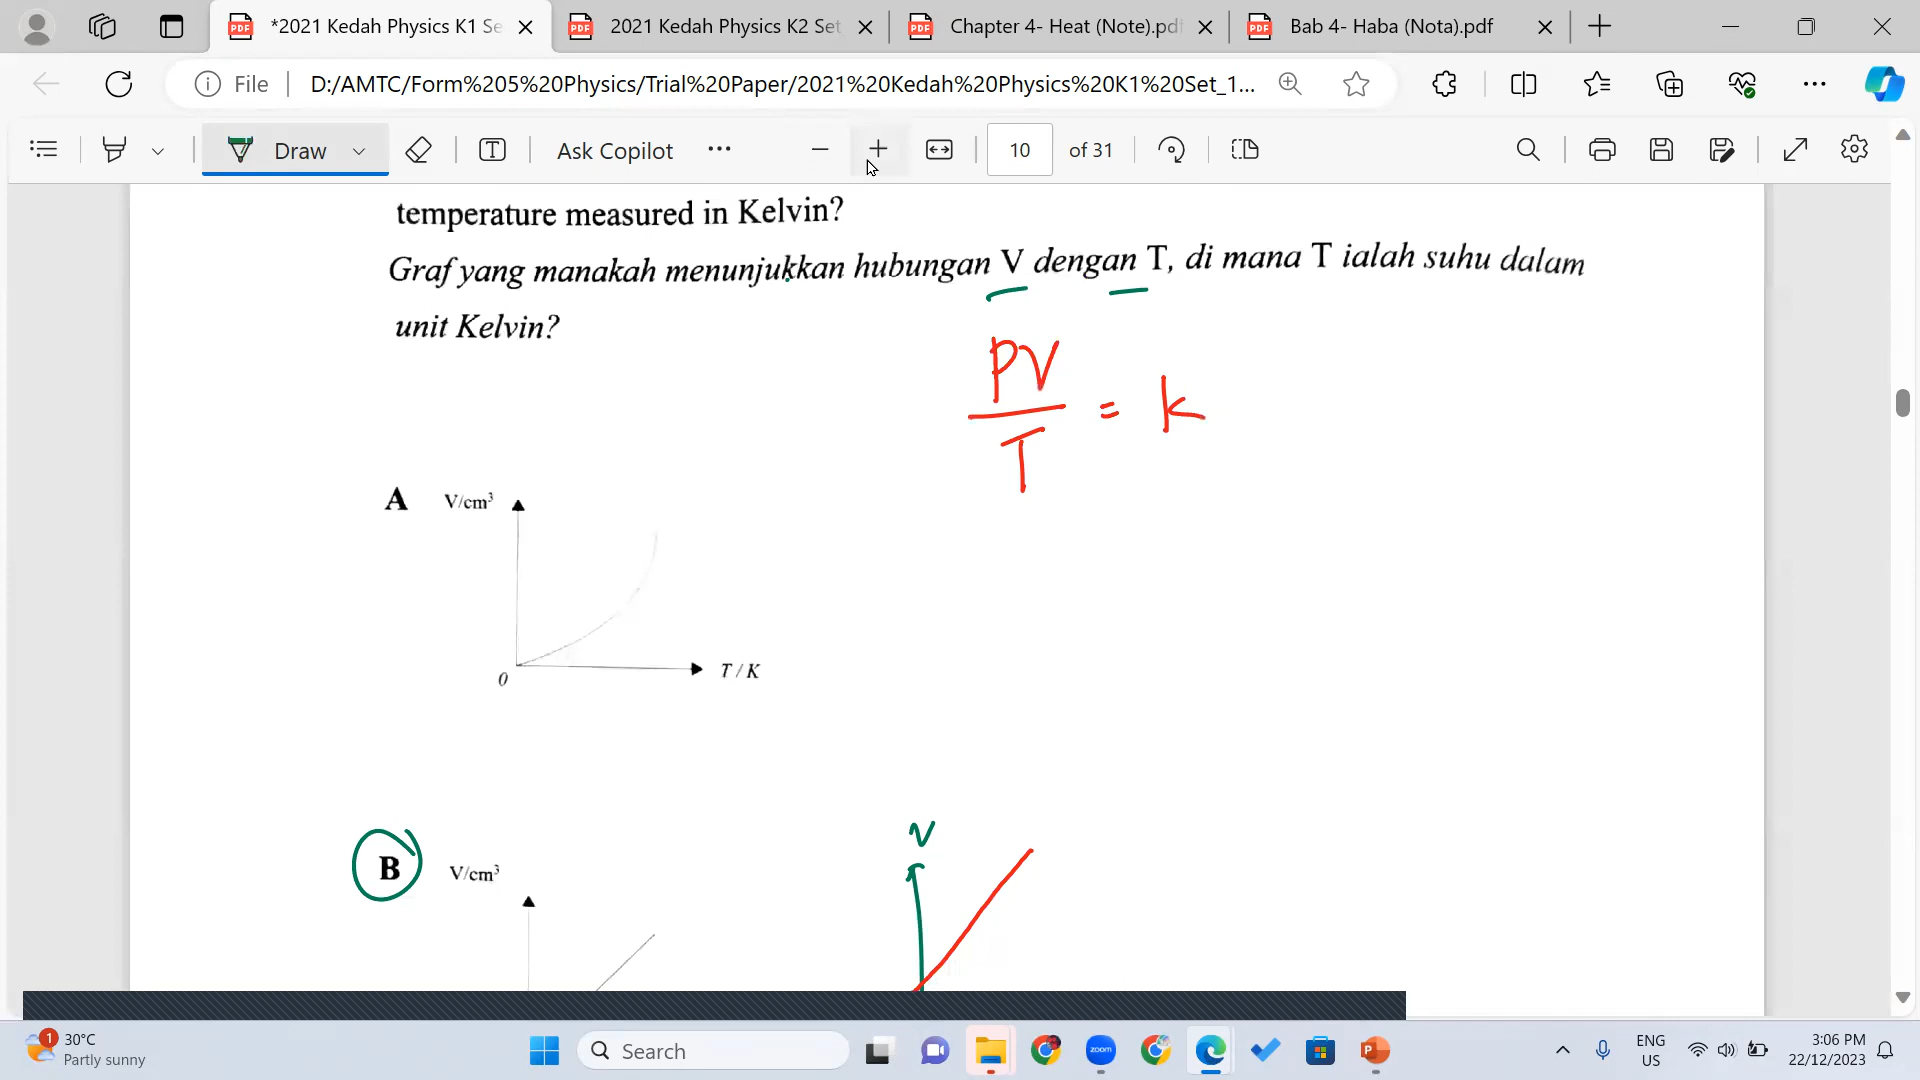 *2021 Kedah Physics K1 Se
2021 Kedah Physics K2 Set
Chapter 4- Heat (Note).pdf
Bab 4- Haba (Nota).pdf
File
D:/AMTC/Form%205%20Physics/Trial%20Paper/2021%20Kedah%20Physics%20K1%20Set_1...
Draw
Ask Copilot
10
of 31
temperature measured in Kelvin?
Graf yang manakah menunjukkan hubungan V dengan T, di mana T ialah suhu dalam
unit Kelvin?
PV
T
= k
A
V/cm³
0
T / K
B
V/cm³
V
1
30°C
Partly sunny
Search
zoom
ENG
US
3:06 PM
22/12/2023